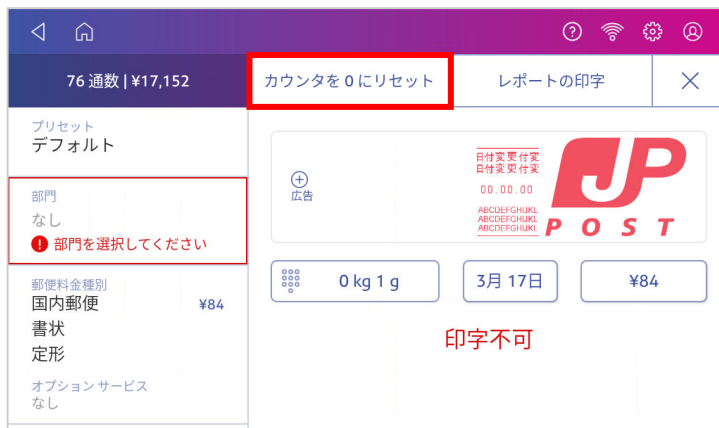 76 通数 | ¥17,152
カウンタを 0 にリセット
レポートの印字
プリセット
デフォルト
部門
なし
部門を選択してください
郵便料金種別
国内郵便 ¥84
書状
定形
オプション サービス
なし
広告
日付変更付変
日付変更付変
00.00.00
ABCDEFGHIJKL
ABCDEFGHIJKL
ABCDEFGHIJKL
JP
POST
0 kg 1 g
3月 17日
¥84
印字不可